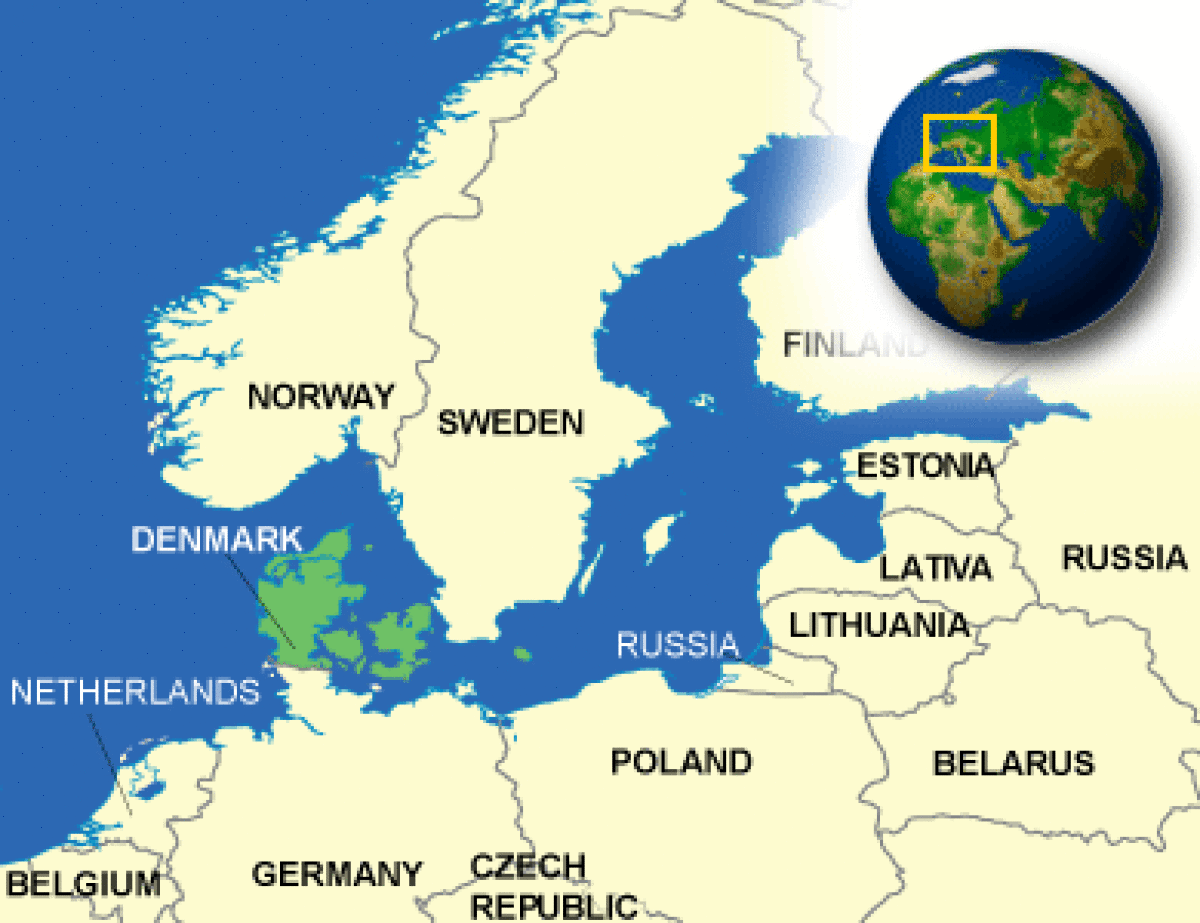 FINLAND
NORWAY
SWEDEN
ESTONIA
DENMARK
RUSSIA
LATIVA
LITHUANIA
RUSSIA
NETHERLANDS
POLAND
BELARUS
GERMANY
CZECH
REPUBLIC
BELGIUM